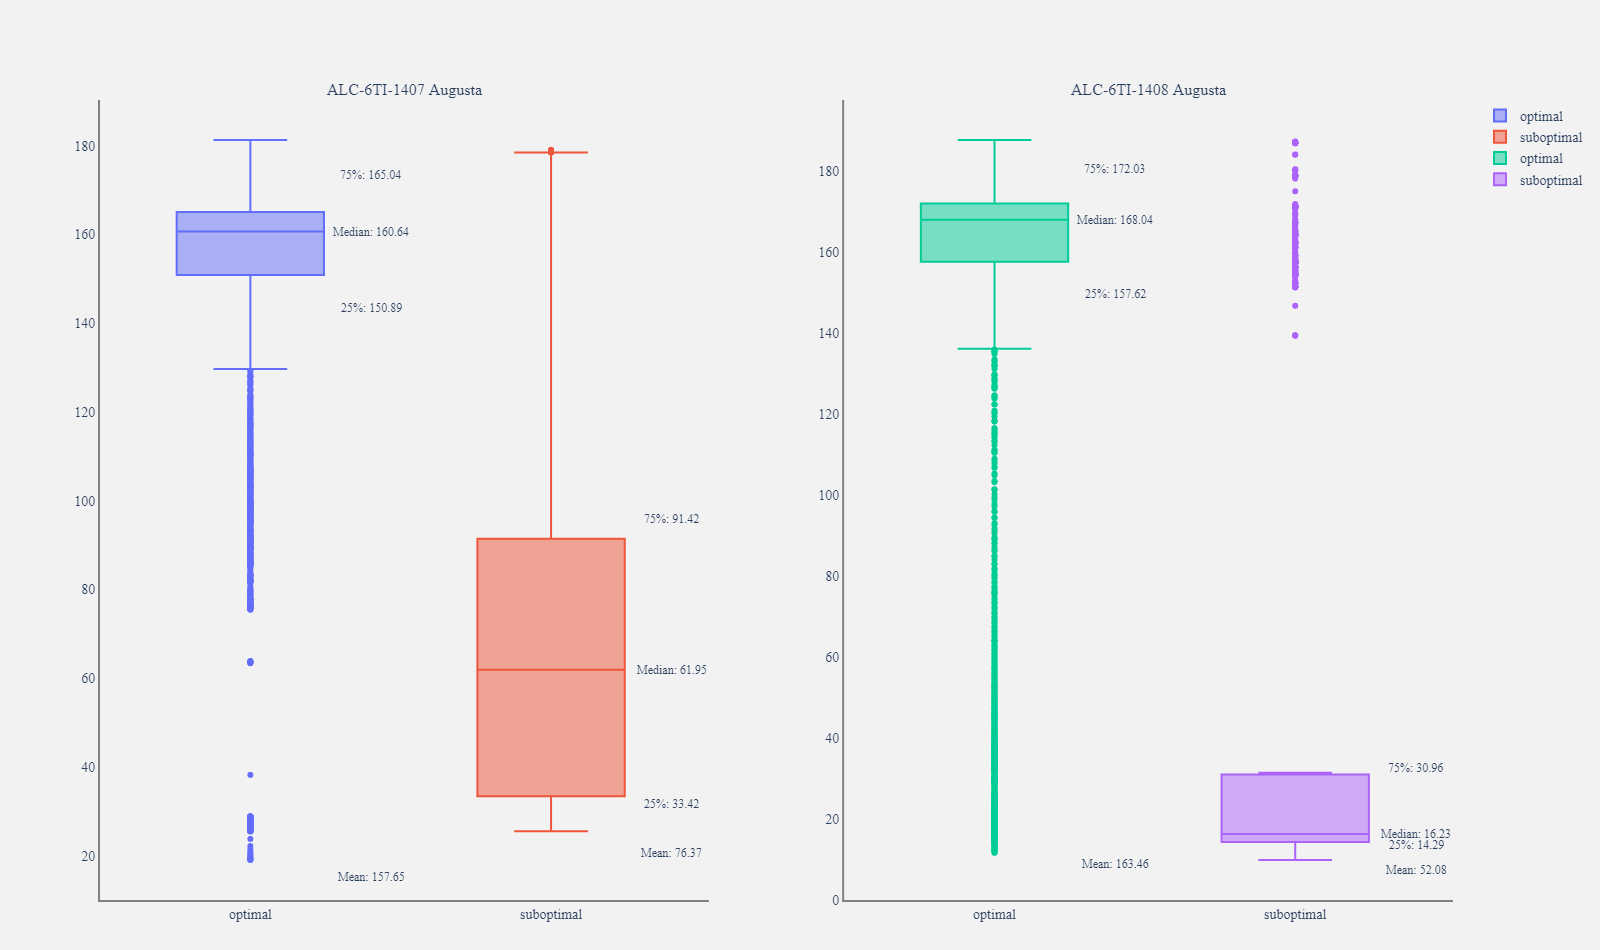 ALC-6TI-1407 Augusta
180
160
140
120
100
80
60
40
20
75%: 165.04
Median: 160.64
25%: 150.89
Mean: 157.65
75%: 91.42
Median: 61.95
25%: 33.42
Mean: 76.37
optimal
suboptimal
ALC-6TI-1408 Augusta
180
160
140
120
100
80
60
40
20
0
75%: 172.03
Median: 168.04
25%: 157.62
Mean: 163.46
75%: 30.96
Median: 16.23
25%: 14.29
Mean: 52.08
optimal
suboptimal
optimal
suboptimal
optimal
suboptimal